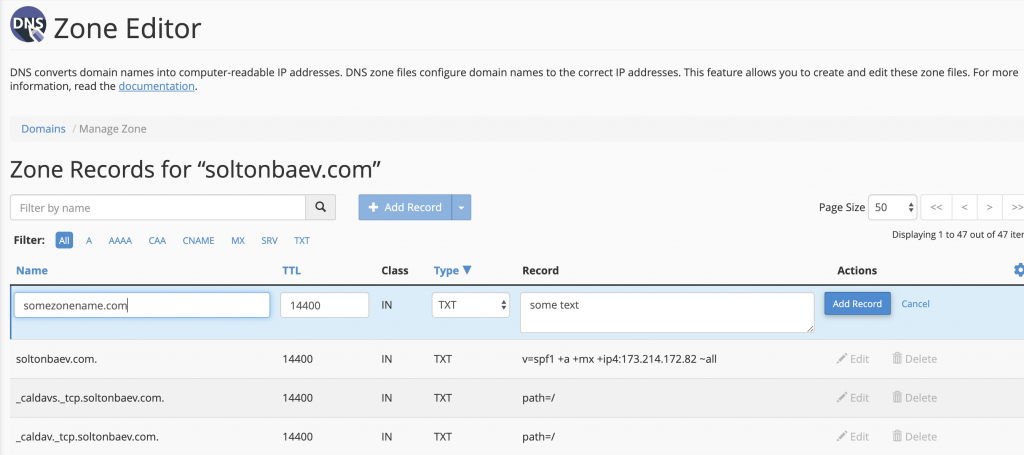 DNS
Zone Editor
DNS converts domain names into computer-readable IP addresses. DNS zone files configure domain names to the correct IP addresses. This feature allows you to create and edit these zone files. For more
information, read the documentation.
Domains / Manage Zone
Zone Records for “soltonbaev.com”
Filter by name + Add Record Page Size 50 << < > >>
Displaying 1 to 47 out of 47 iter
Filter: All A AAAA CAA CNAME MX SRV TXT
Name TTL Class Type Record Actions
somezonename.com 14400 IN TXT some text Add Record Cancel
soltonbaev.com. 14400 IN TXT v=spf1 +a +mx +ip4:173.214.172.82 ~all Edit Delete
_caldavs._tcp.soltonbaev.com. 14400 IN TXT path=/ Edit Delete
_caldav._tcp.soltonbaev.com. 14400 IN TXT path=/ Edit Delete